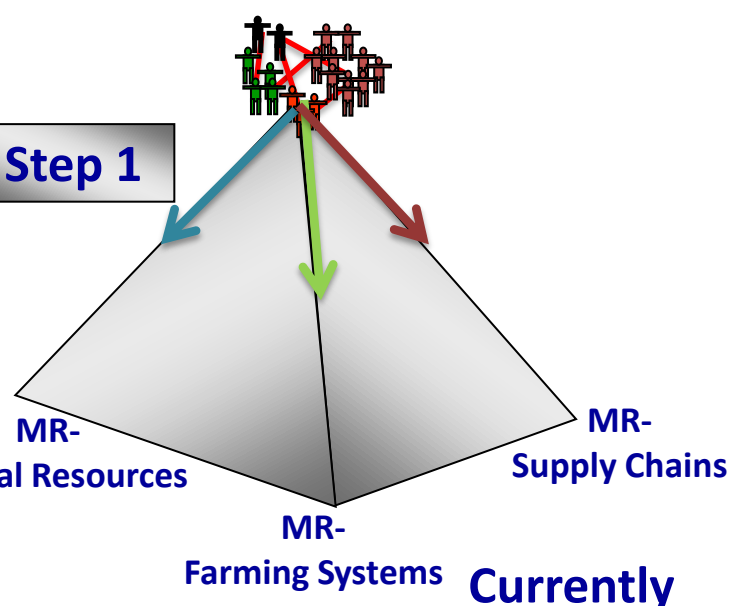 Step 1
MR-
al Resources
MR-
Supply Chains
MR-
Farming Systems
Currently